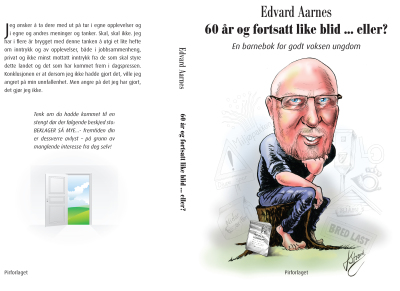 Jeg ønsker å ta dere med ut på tur i egne opplevelser og
i egne og andres meninger og tanker. Skal, skal ikke. Jeg
har i flere år brygget med denne tanken å utgi et lite hefte
om inntrykk og av opplevelser, både i jobbsammenheng,
privat og ikke minst mottatt inntrykk fra de som skal styre
dette landet og det som har kommet frem i dagspressen.
Konklusjonen er at dersom jeg ikke hadde gjort det, ville jeg
angret på min unnfallenhet. Men angre på det jeg har gjort,
det gjør jeg ikke.
Tenk om du hadde kommet til en
stengt dør der følgende beskjed sto:
BEKLAGER SÅ MYE...- fremtiden din
er dessverre avlyst - på grunn av
manglende interesse fra deg selv!
Pirforlaget
Edvard Aarnes
60 år og fortsatt like blid ... eller?
Edvard Aarnes
60 år og fortsatt like blid ... eller?
En barnebok for godt voksen ungdom
BRED LAST
Pirforlaget